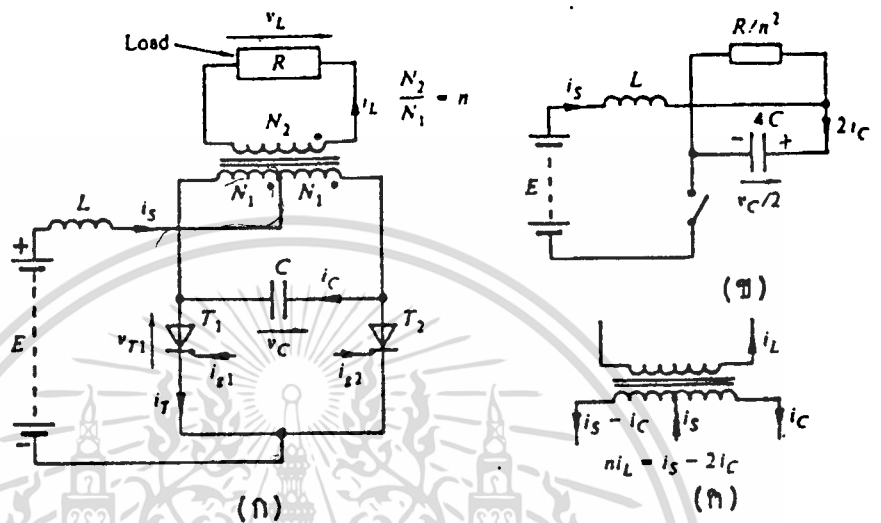 v_L
Load
R
N_2
N_2/N_1 = n
i_L
N_1
N_1
L
i_S
C
i_C
+
E
-
v_T1
T_1
v_C
T_2
i_g1
i_g2
i_T
(ก)
R/n²
L
i_S
4C
- +
2i_C
E
v_C/2
(ข)
i_L
i_S - i_C
i_S
i_C
ni_L = i_S - 2i_C
(ค)